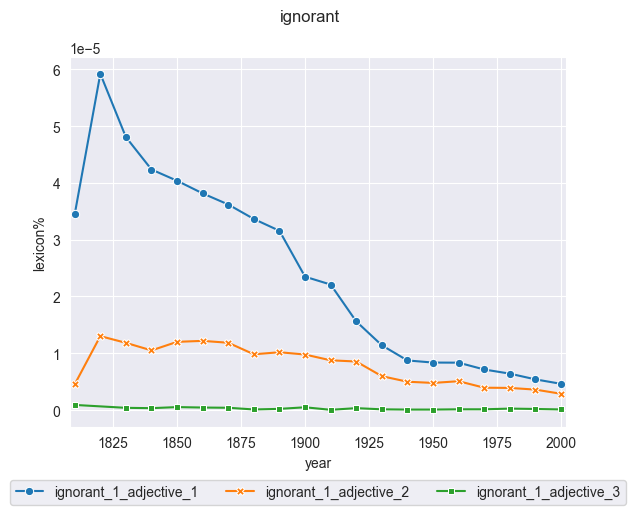 ignorant
1e−5
6
5
4
3
2
1
0
lexicon%
1825 1850 1875 1900 1925 1950 1975 2000
year
ignorant_1_adjective_1 ignorant_1_adjective_2 ignorant_1_adjective_3